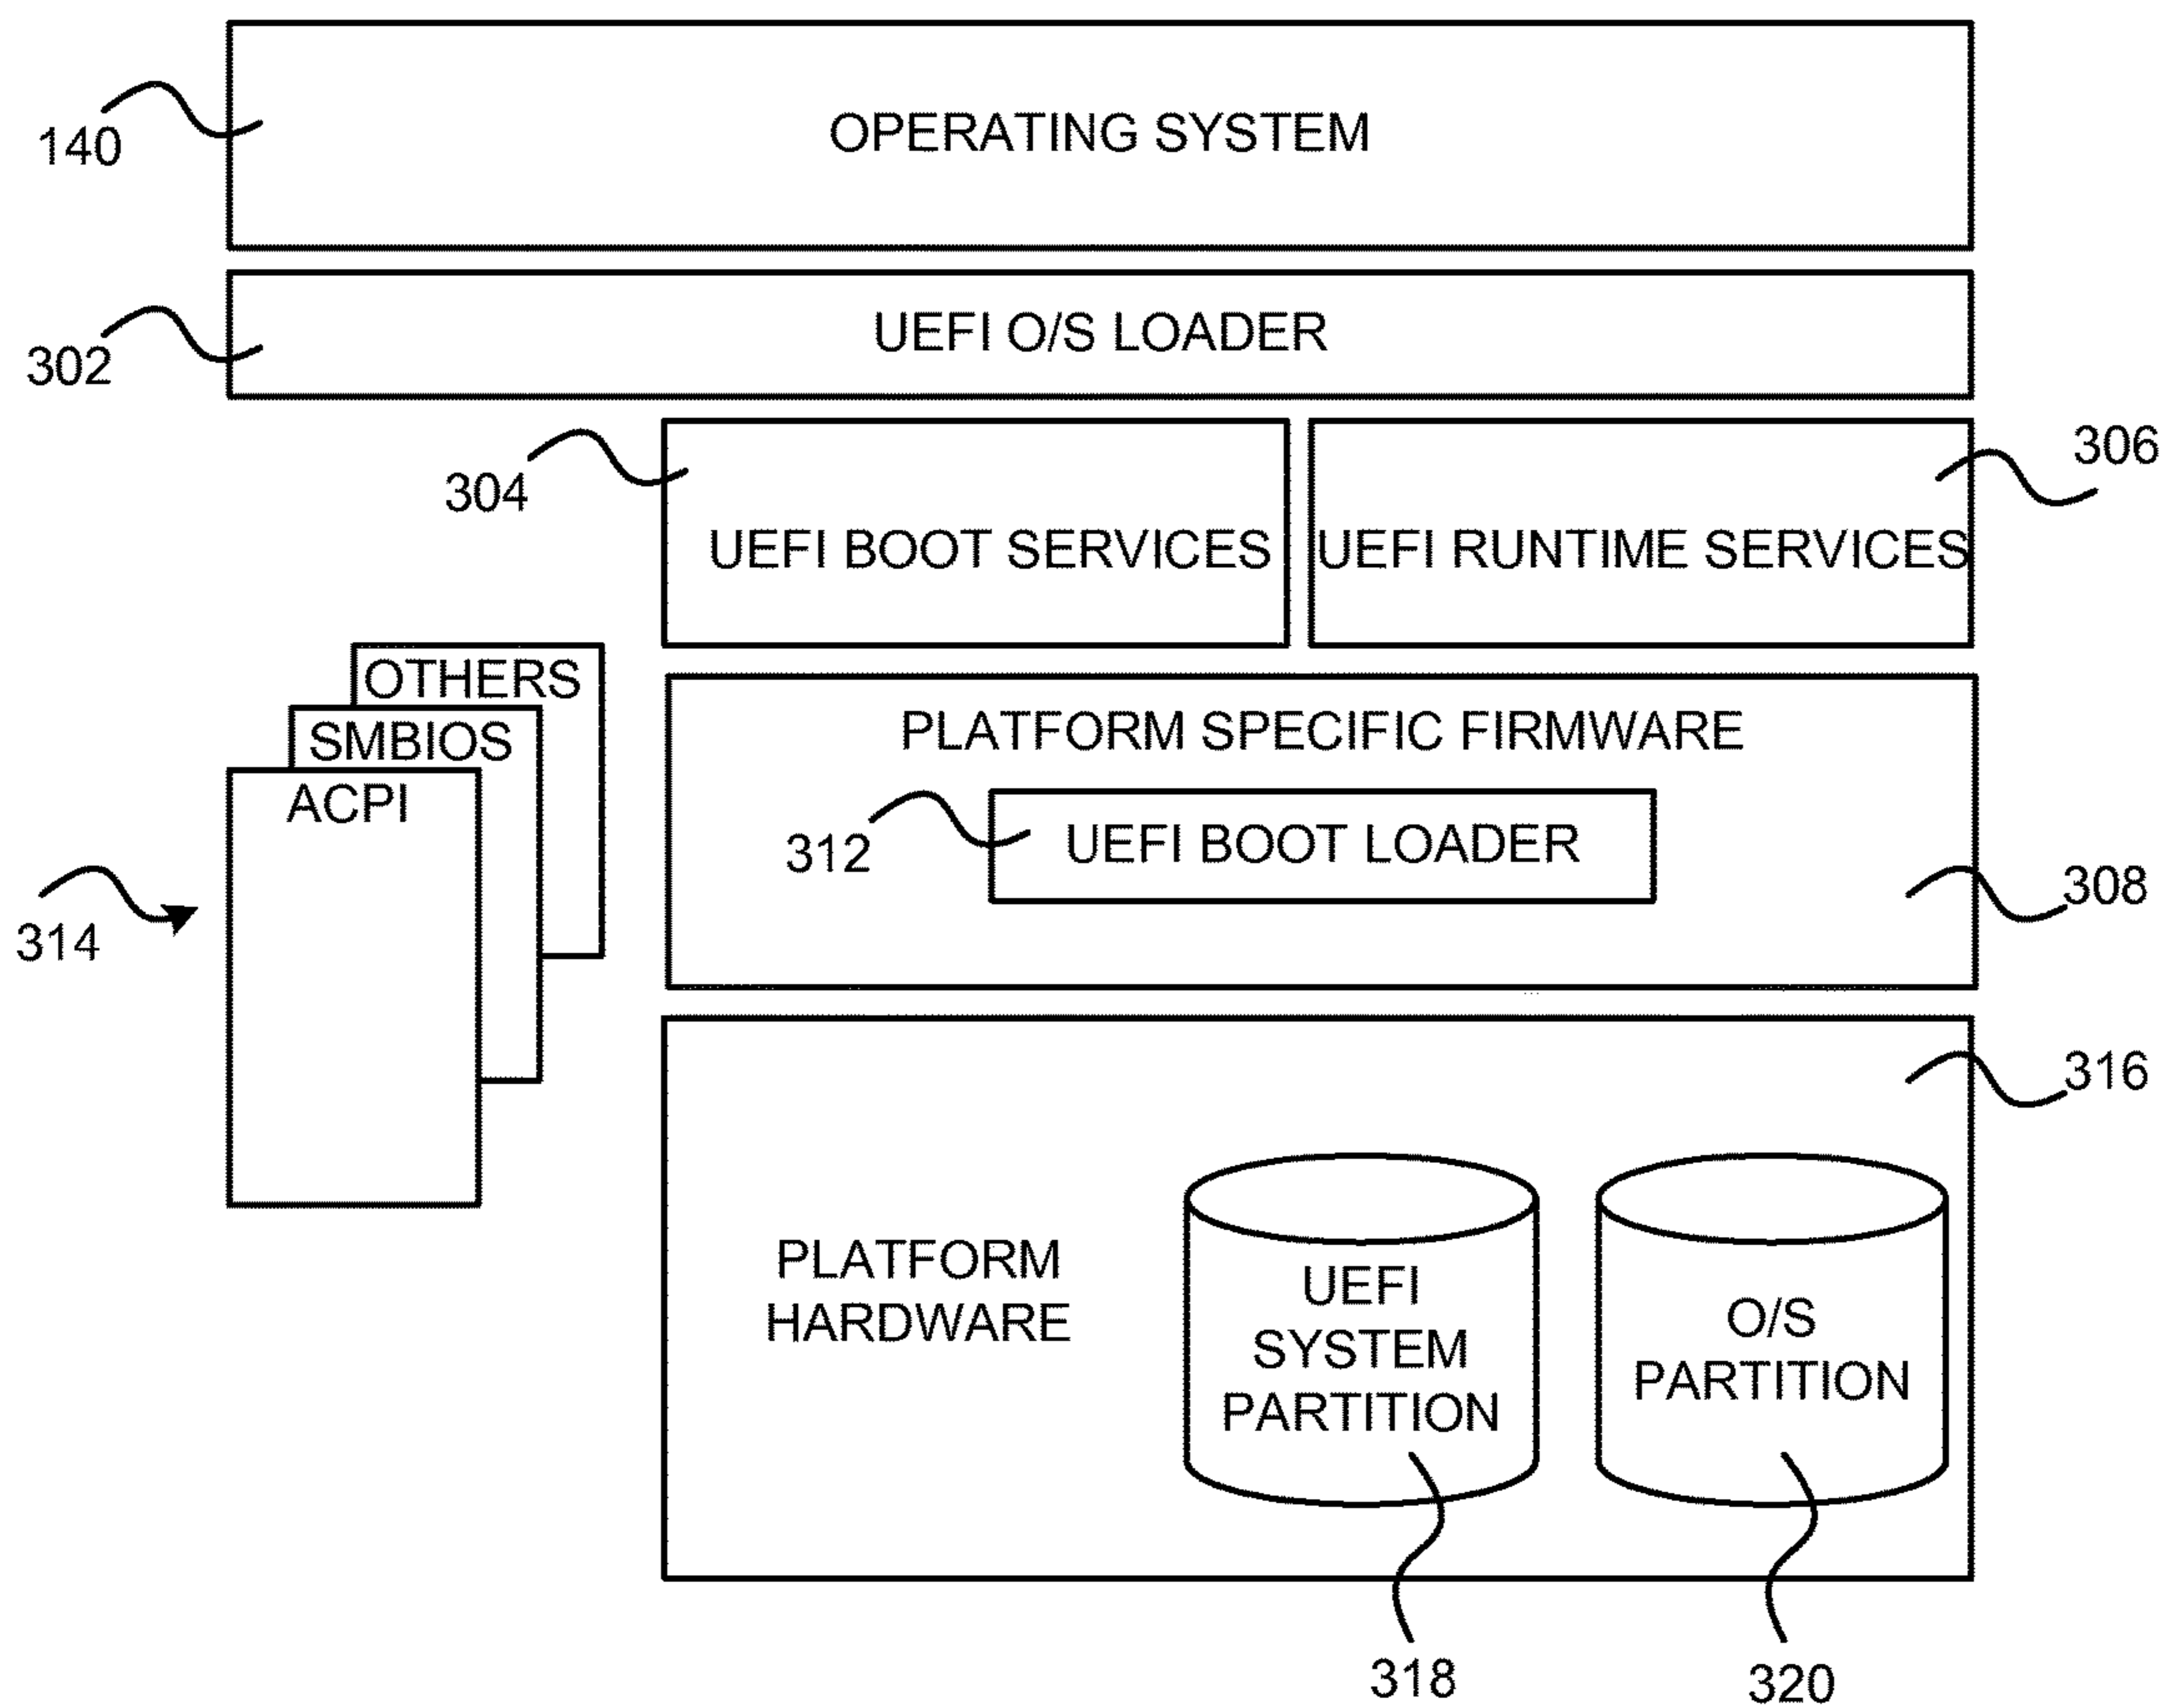 OPERATING SYSTEM
140
UEFI O/S LOADER
302
306
304
UEFI BOOT SERVICES
UEFI RUNTIME SERVICES
OTHERS
SMBIOS
ACPI
314
PLATFORM SPECIFIC FIRMWARE
312
UEFI BOOT LOADER
308
316
PLATFORM
HARDWARE
UEFI
SYSTEM
PARTITION
O/S
PARTITION
318
320